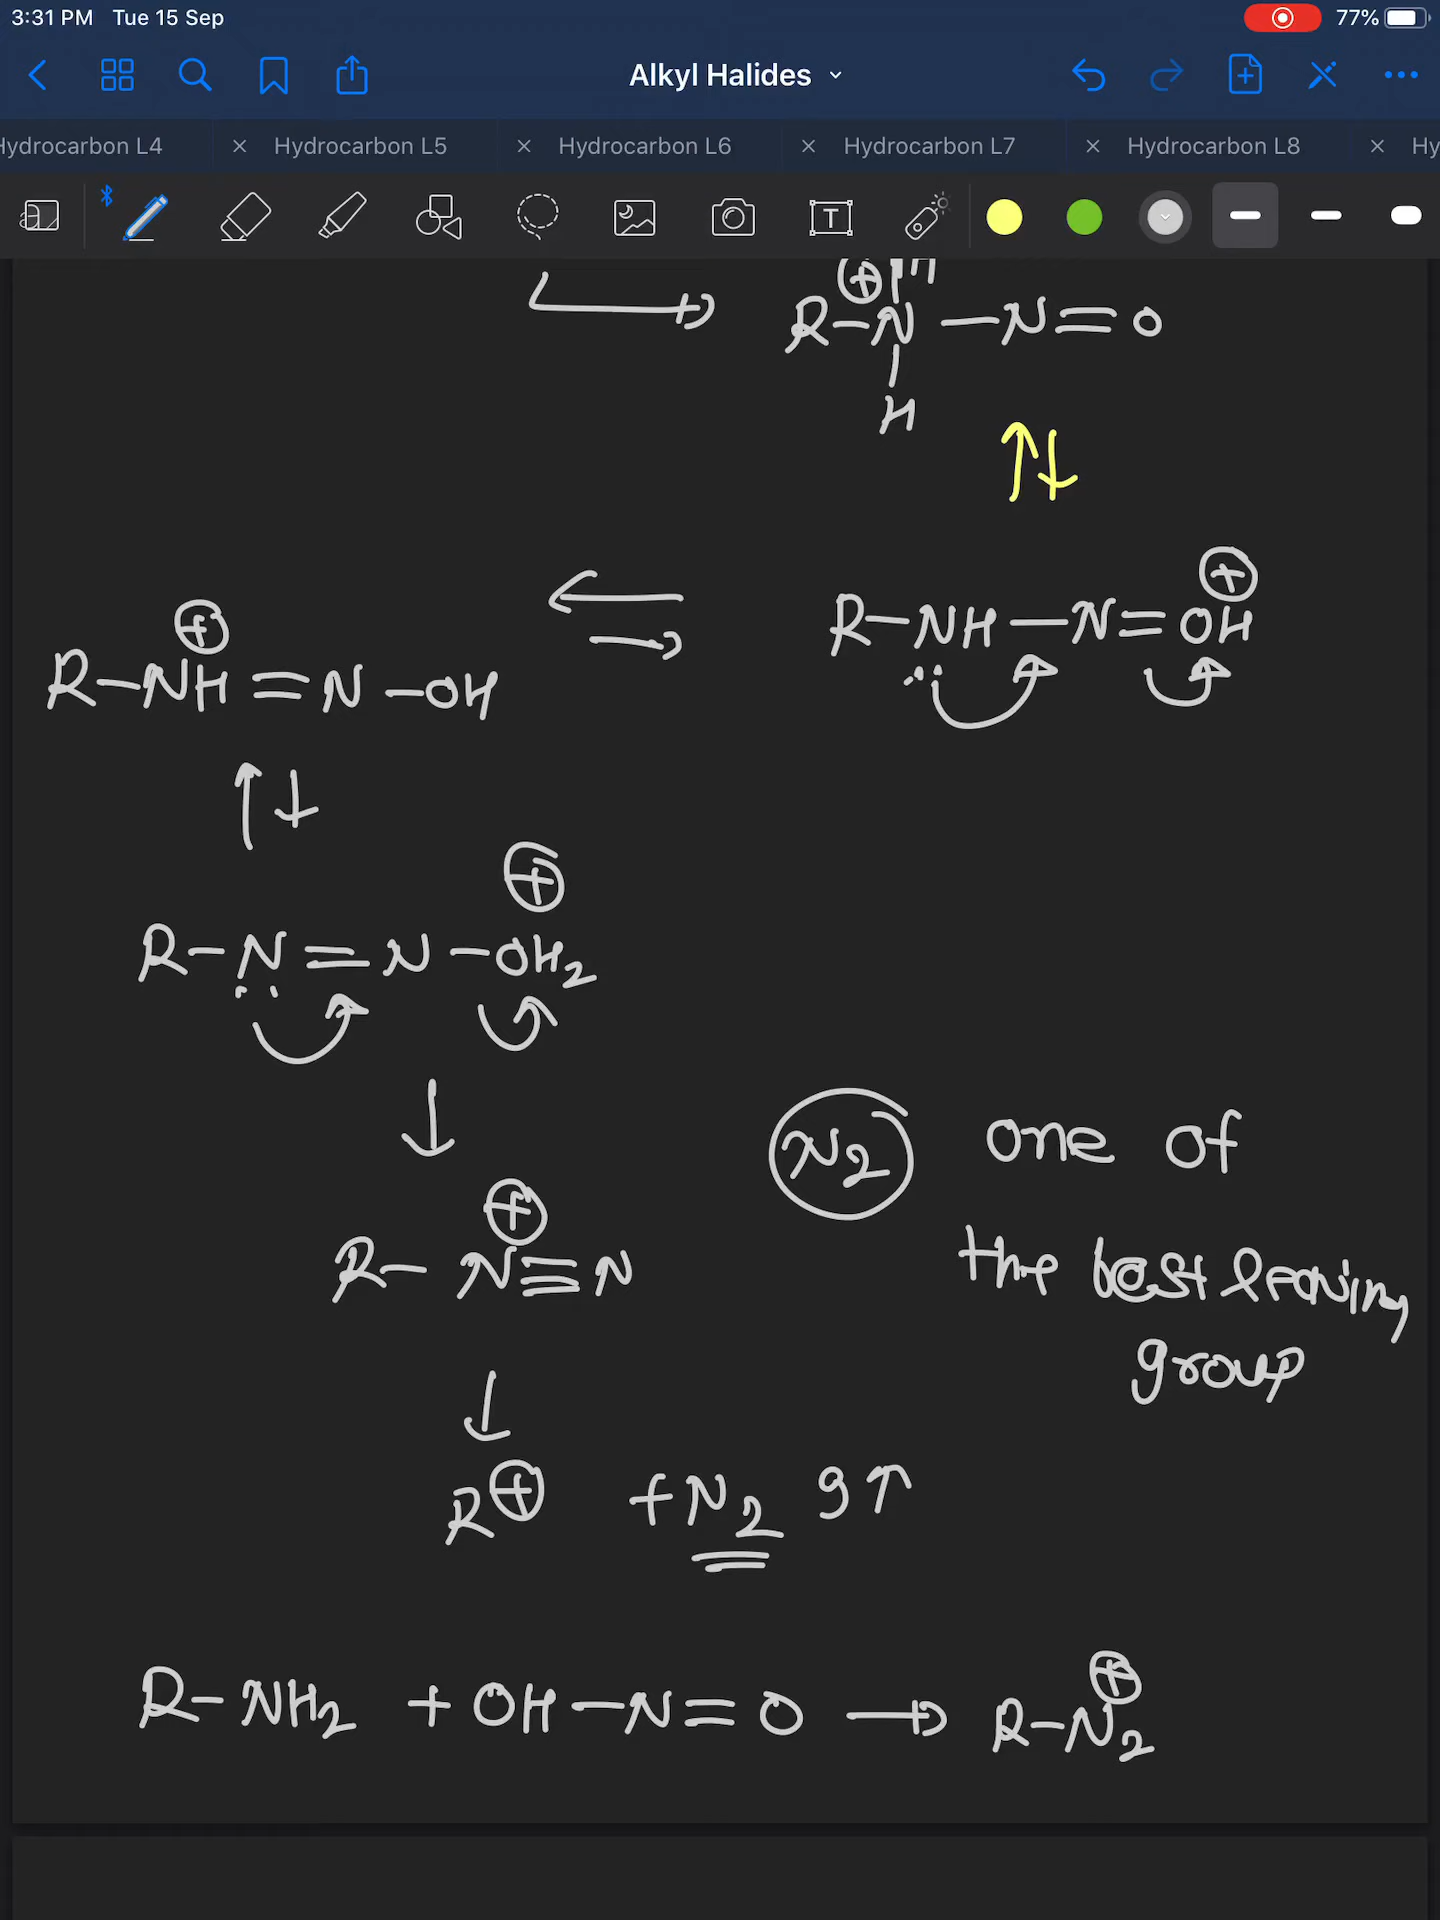 3:31 PM Tue 15 Sep 77%
Alkyl Halides
Hydrocarbon L4 × Hydrocarbon L5 × Hydrocarbon L6 × Hydrocarbon L7 × Hydrocarbon L8 × Hy
a T
⊕ H
R-N-N=O
H
⊕
R-NH-N=OH
⊕
R-NH=N-OH
⊕
R-N=N-OH₂
N₂ one of
the best leaving
group
⊕
R-N≡N
R⊕ + N₂ g↑
R-NH₂ + OH-N=O → R-N₂⊕